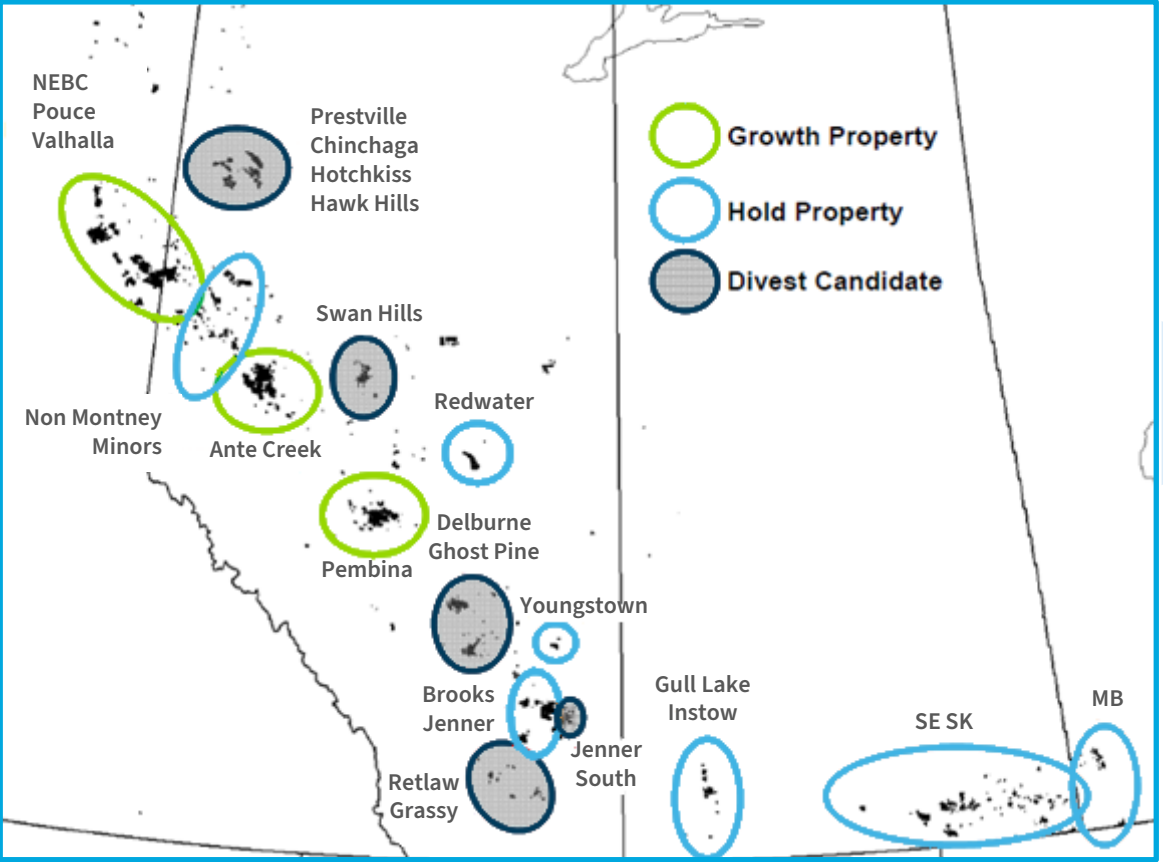 NEBC
Pouce
Valhalla
Prestville
Chinchaga
Hotchkiss
Hawk Hills
Growth Property
Hold Property
Divest Candidate
Swan Hills
Non Montney
Minors
Ante Creek
Redwater
Pembina
Delburne
Ghost Pine
Youngstown
Brooks
Jenner
Jenner
South
Retlaw
Grassy
Gull Lake
Instow
SE SK
MB